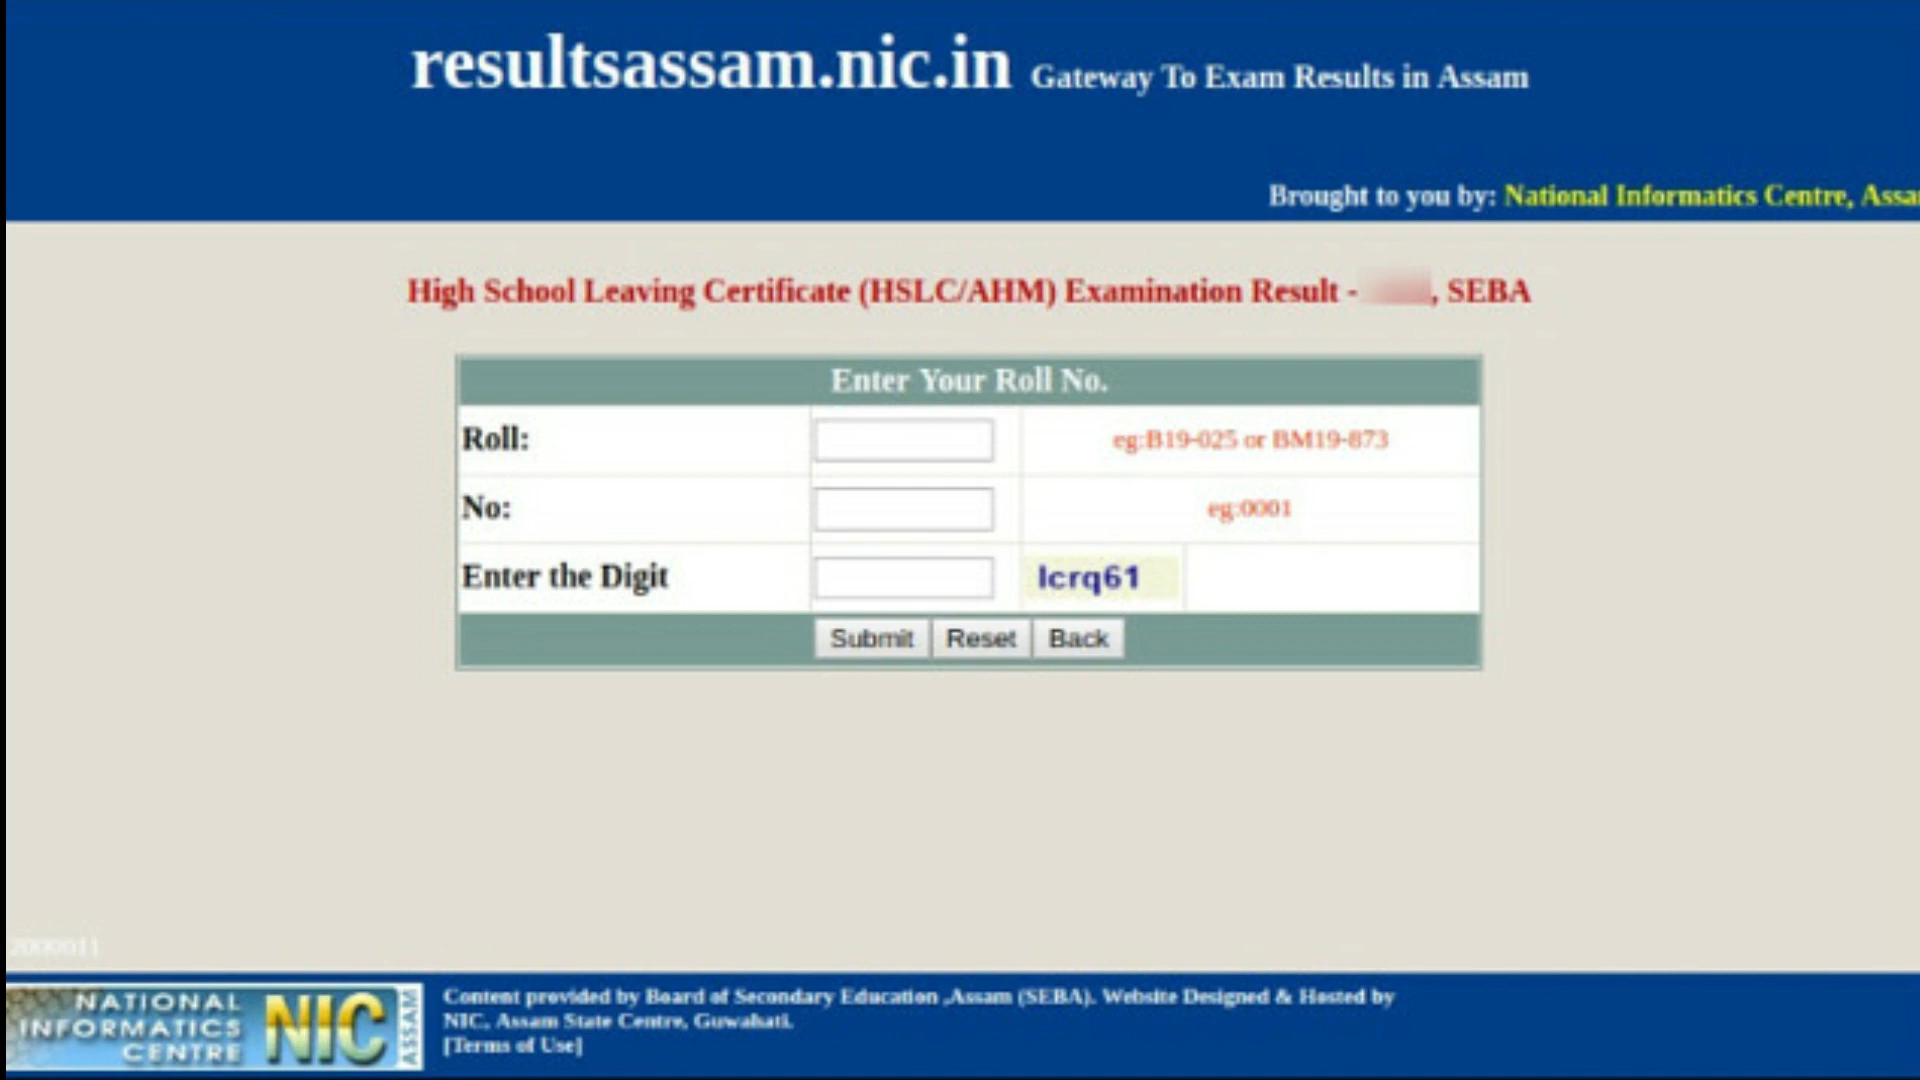 resultsassam.nic.in Gateway To Exam Results in Assam
Brought to you by: National Informatics Centre, Assa
High School Leaving Certificate (HSLC/AHM) Examination Result - , SEBA
Enter Your Roll No.
Roll: eg:B19-025 or BM19-873
No: eg:0001
Enter the Digit lcrq61
Submit Reset Back
NATIONAL INFORMATICS CENTRE NIC ASSAM
Content provided by Board of Secondary Education ,Assam (SEBA). Website Designed & Hosted by
NIC, Assam State Centre, Guwahati.
[Terms of Use]